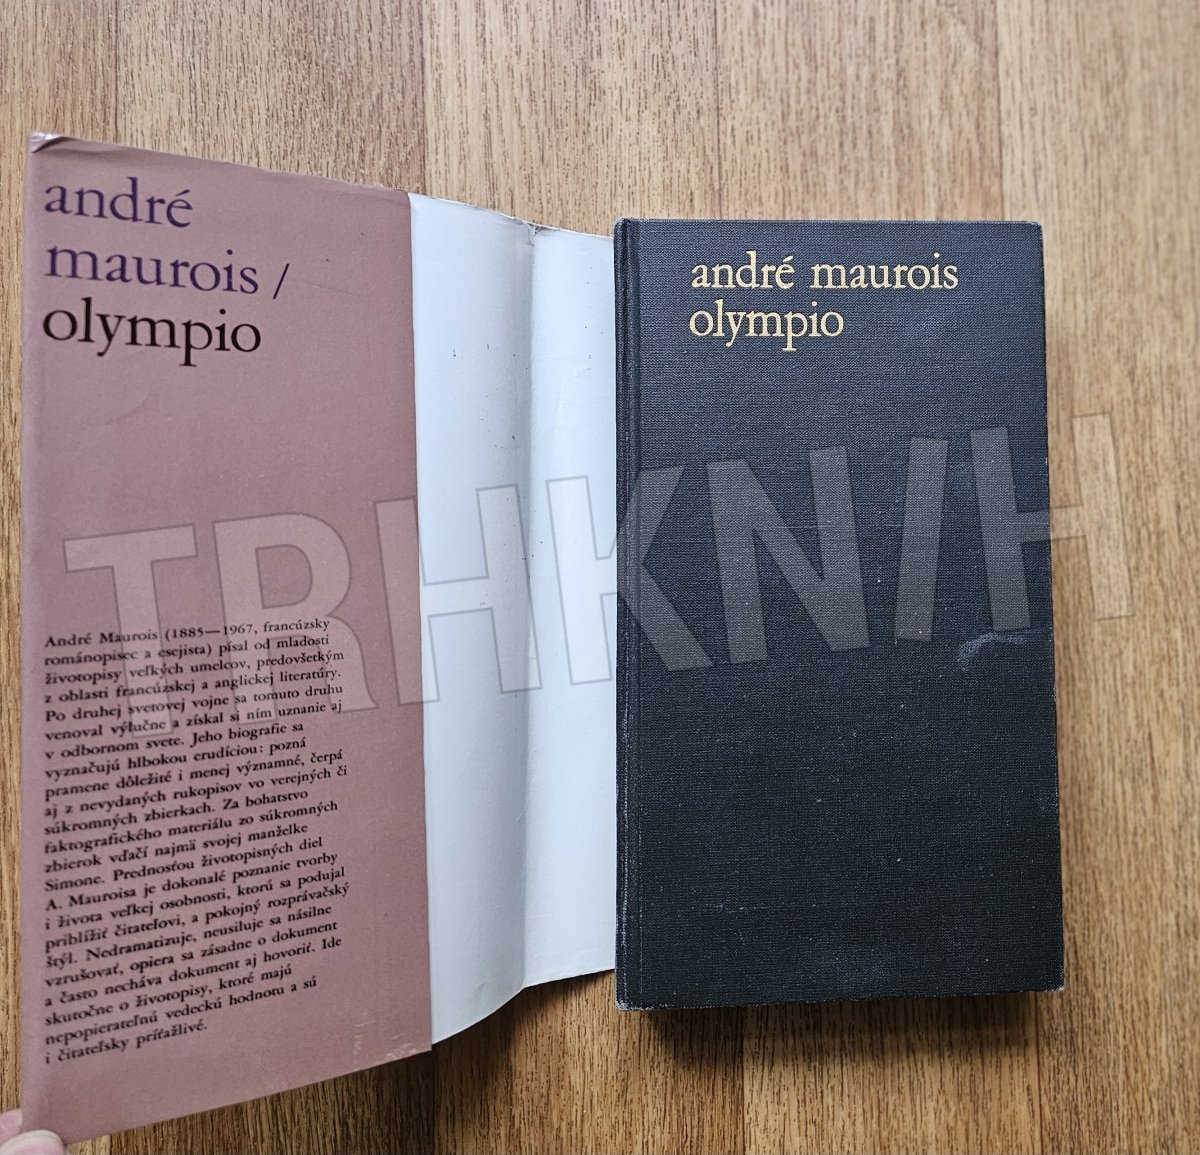 andré
maurois /
olympio
André Maurois (1885—1967, francúzsky
románopisec a esejista) písal od mladosti
životopisy veľkých umelcov, predovšetkým
z oblasti francúzskej a anglickej literatúry.
Po druhej svetovej vojne sa tomuto druhu
venoval výlučne a získal si ním uznanie aj
v odbornom svete. Jeho biografie sa
vyznačujú hlbokou erudíciou: pozná
pramene dôležité i menej významné, čerpá
aj z nevydaných rukopisov vo verejných či
súkromných zbierkach. Za bohatstvo
faktografického materiálu zo súkromných
zbierok vďačí najmä svojej manželke
Simone. Prednosťou životopisných diel
A. Mauroisa je dokonalé poznanie tvorby
i života veľkej osobnosti, ktorú sa podujal
priblížiť čitateľovi, a pokojný rozprávačský
štýl. Nedramatizuje, neusiluje sa násilne
vzrušovať, opiera sa zásadne o dokument
a často necháva dokument aj hovoriť. Ide
skutočne o životopisy, ktoré majú
nepopierateľnú vedeckú hodnotu a sú
i čitateľsky príťažlivé.
andré maurois
olympio
TRHKN/H